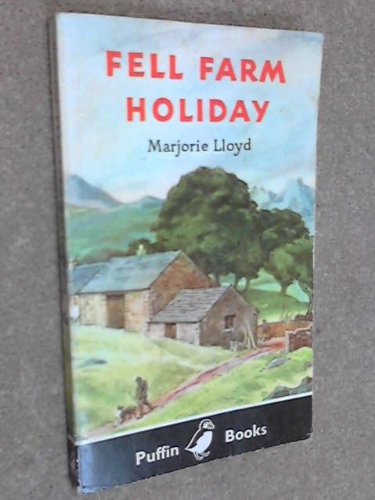 FELL FARM
HOLIDAY
Marjorie Lloyd
Puffin Books